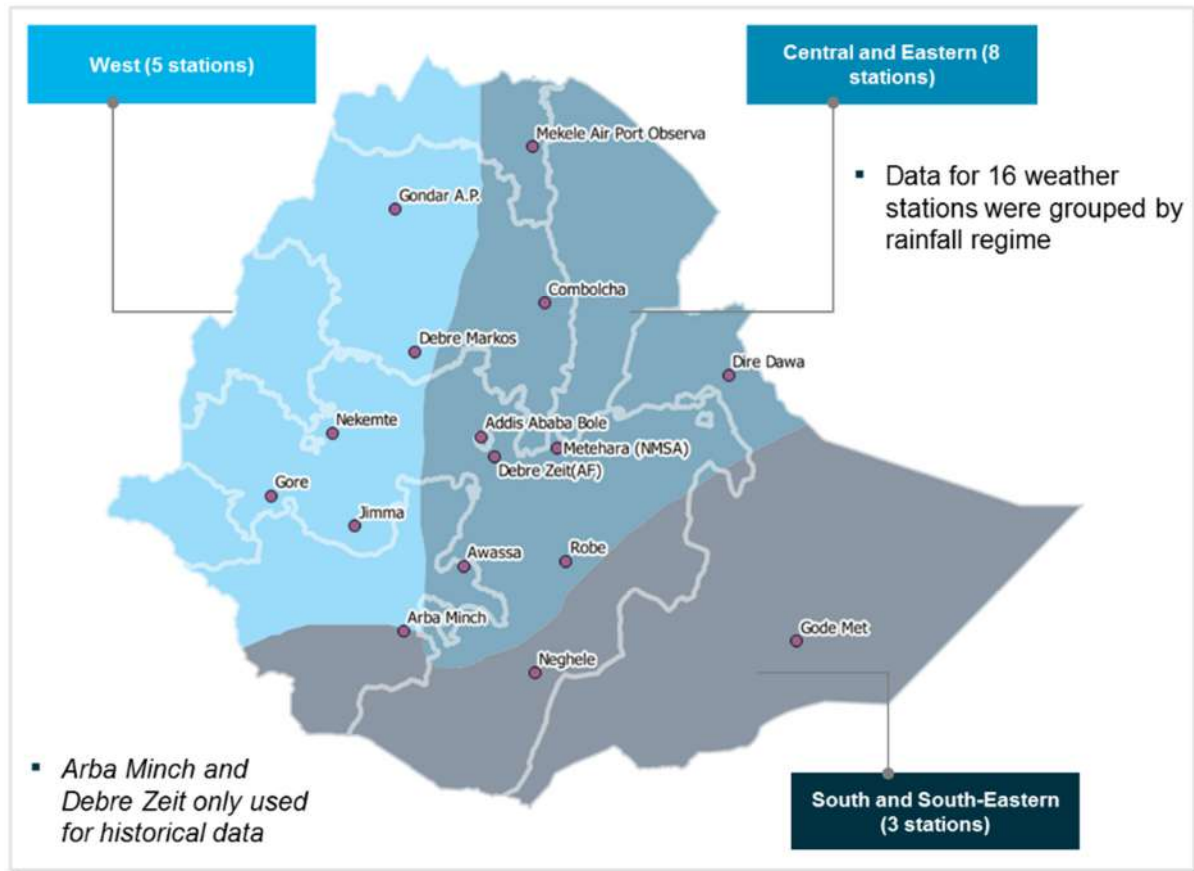 West (5 stations)
Central and Eastern (8
stations)
Mekele Air Port Observa
▪ Data for 16 weather
stations were grouped by
rainfall regime
Gondar A.P.
Combolcha
Debre Markos
Dire Dawa
Nekemte
Addis Ababa Bole
Metehara (NMSA)
Debre Zeit(AF)
Gore
Jimma
Awassa
Robe
Arba Minch
Gode Met
Neghele
▪ Arba Minch and
Debre Zeit only used
for historical data
South and South-Eastern
(3 stations)